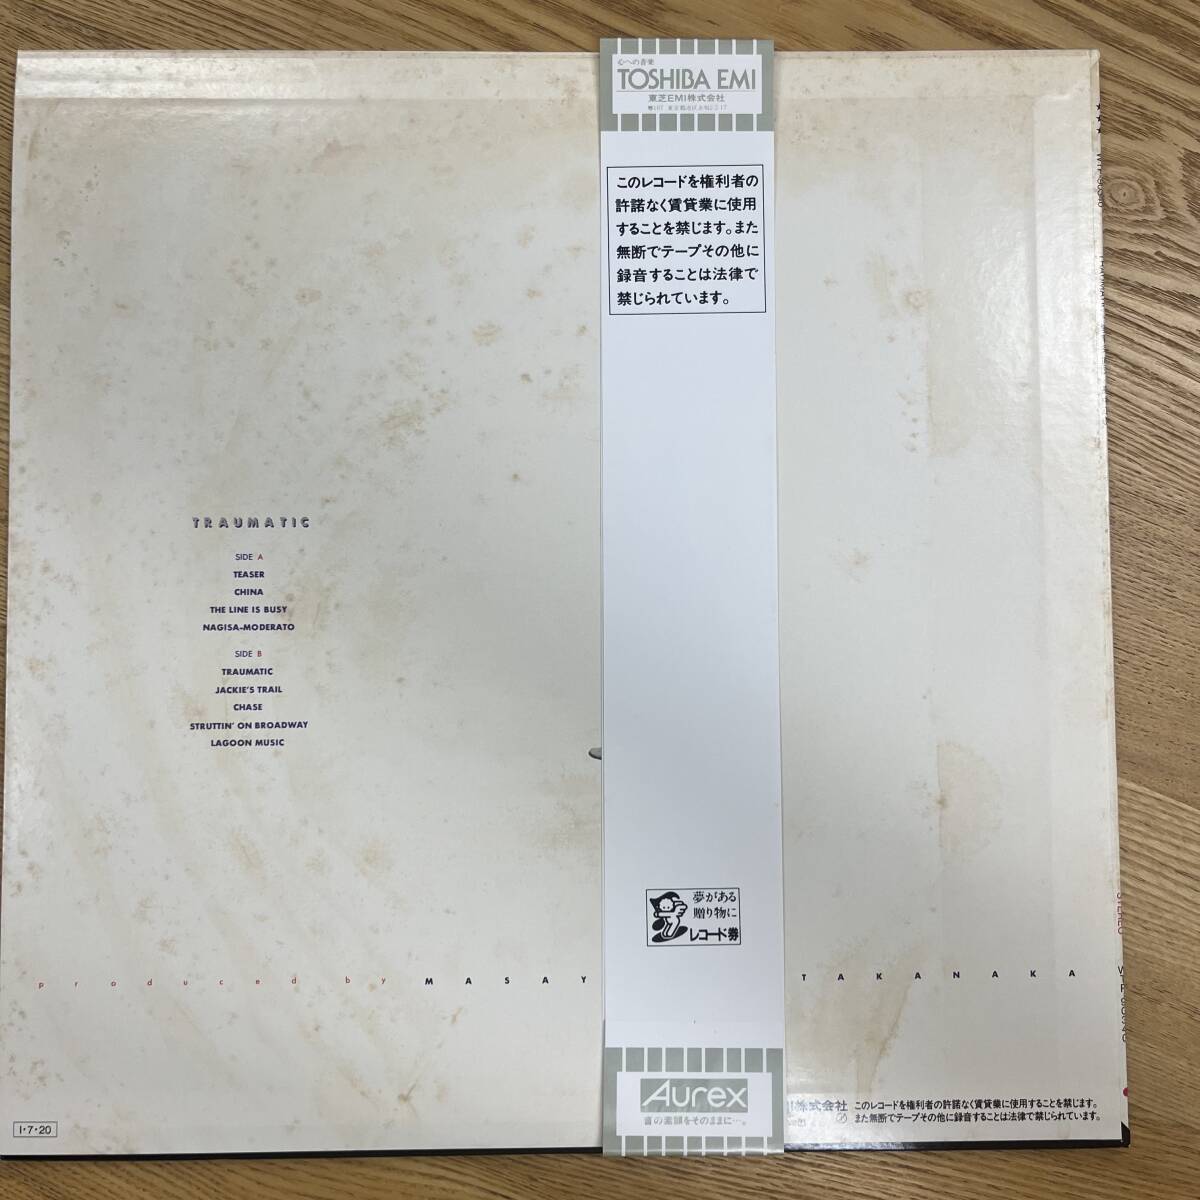 心への音楽
TOSHIBA EMI
東芝EMI株式会社
このレコードを権利者の
許諾なく賃貸業に使用
することを禁じます。また
無断でテープその他に
録音することは法律で
禁じられています。
TRAUMATIC
SIDE A
TEASER
CHINA
THE LINE IS BUSY
NAGISA-MODERATO
SIDE B
TRAUMATIC
JACKIE'S TRAIL
CHASE
STRUTTIN' ON BROADWAY
LAGOON MUSIC
夢がある
贈り物に
レコード券
produced by MASAY TAKANAKA
STEREO
Aurex
音の素顔をそのままに…。
株式会社
このレコードを権利者の許諾なく賃貸業に使用することを禁じます。
また無断でテープその他に録音することは法律で禁じられています。
I・7・20